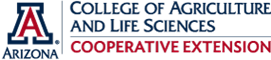 A
ARIZONA
COLLEGE OF AGRICULTURE
AND LIFE SCIENCES
COOPERATIVE EXTENSION